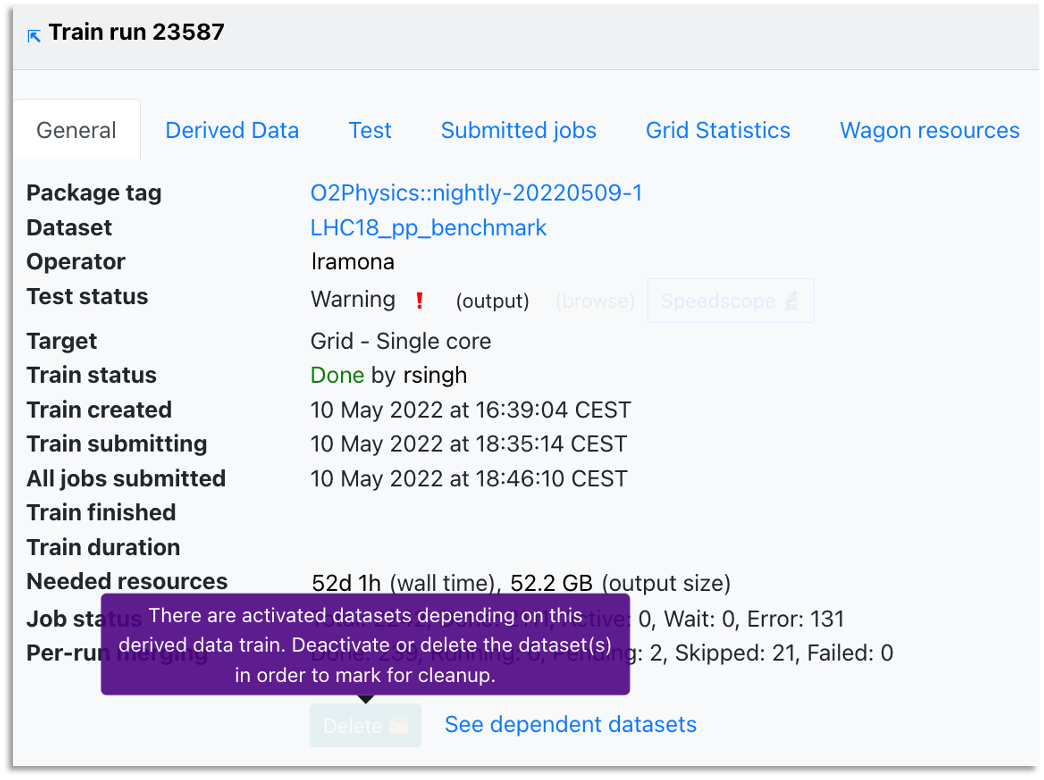 Train run 23587
General Derived Data Test Submitted jobs Grid Statistics Wagon resources
Package tag O2Physics::nightly-20220509-1
Dataset LHC18_pp_benchmark
Operator lramona
Test status Warning ! (output) (browse) Speedscope
Target Grid - Single core
Train status Done by rsingh
Train created 10 May 2022 at 16:39:04 CEST
Train submitting 10 May 2022 at 18:35:14 CEST
All jobs submitted 10 May 2022 at 18:46:10 CEST
Train finished
Train duration
Needed resources 52d 1h (wall time), 52.2 GB (output size)
Job status 0, Wait: 0, Error: 131
Per-run merging Pending: 2, Skipped: 21, Failed: 0
There are activated datasets depending on this
derived data train. Deactivate or delete the dataset(s)
in order to mark for cleanup.
Delete See dependent datasets